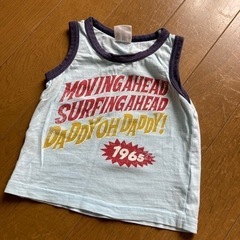 MOVING AHEAD
SURFING AHEAD
DADDY OH DADDY!
1965